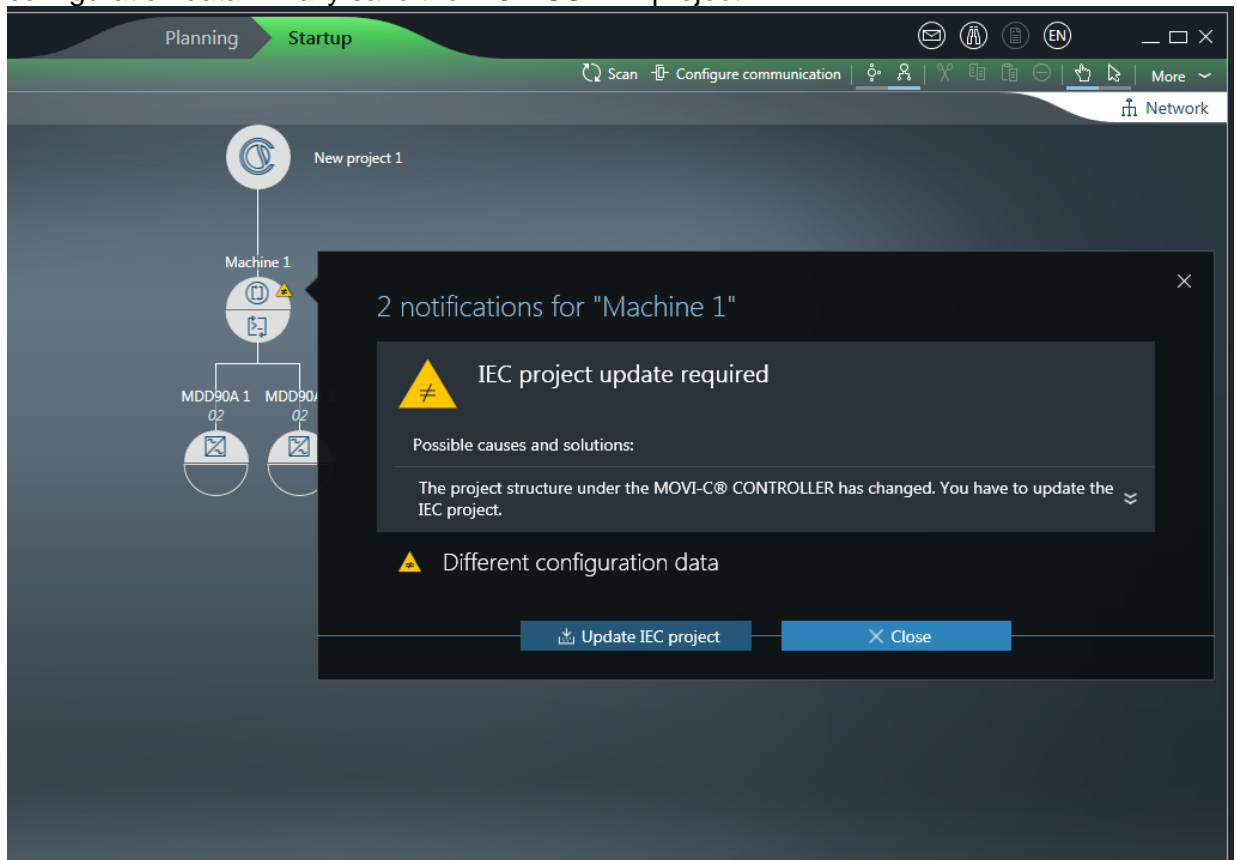 Planning Startup EN
Scan Configure communication More
Network
New project 1
Machine 1
2 notifications for "Machine 1"
IEC project update required
MDD90A 1 MDD90A
02 02
Possible causes and solutions:
The project structure under the MOVI-C® CONTROLLER has changed. You have to update the
IEC project.
Different configuration data
Update IEC project Close